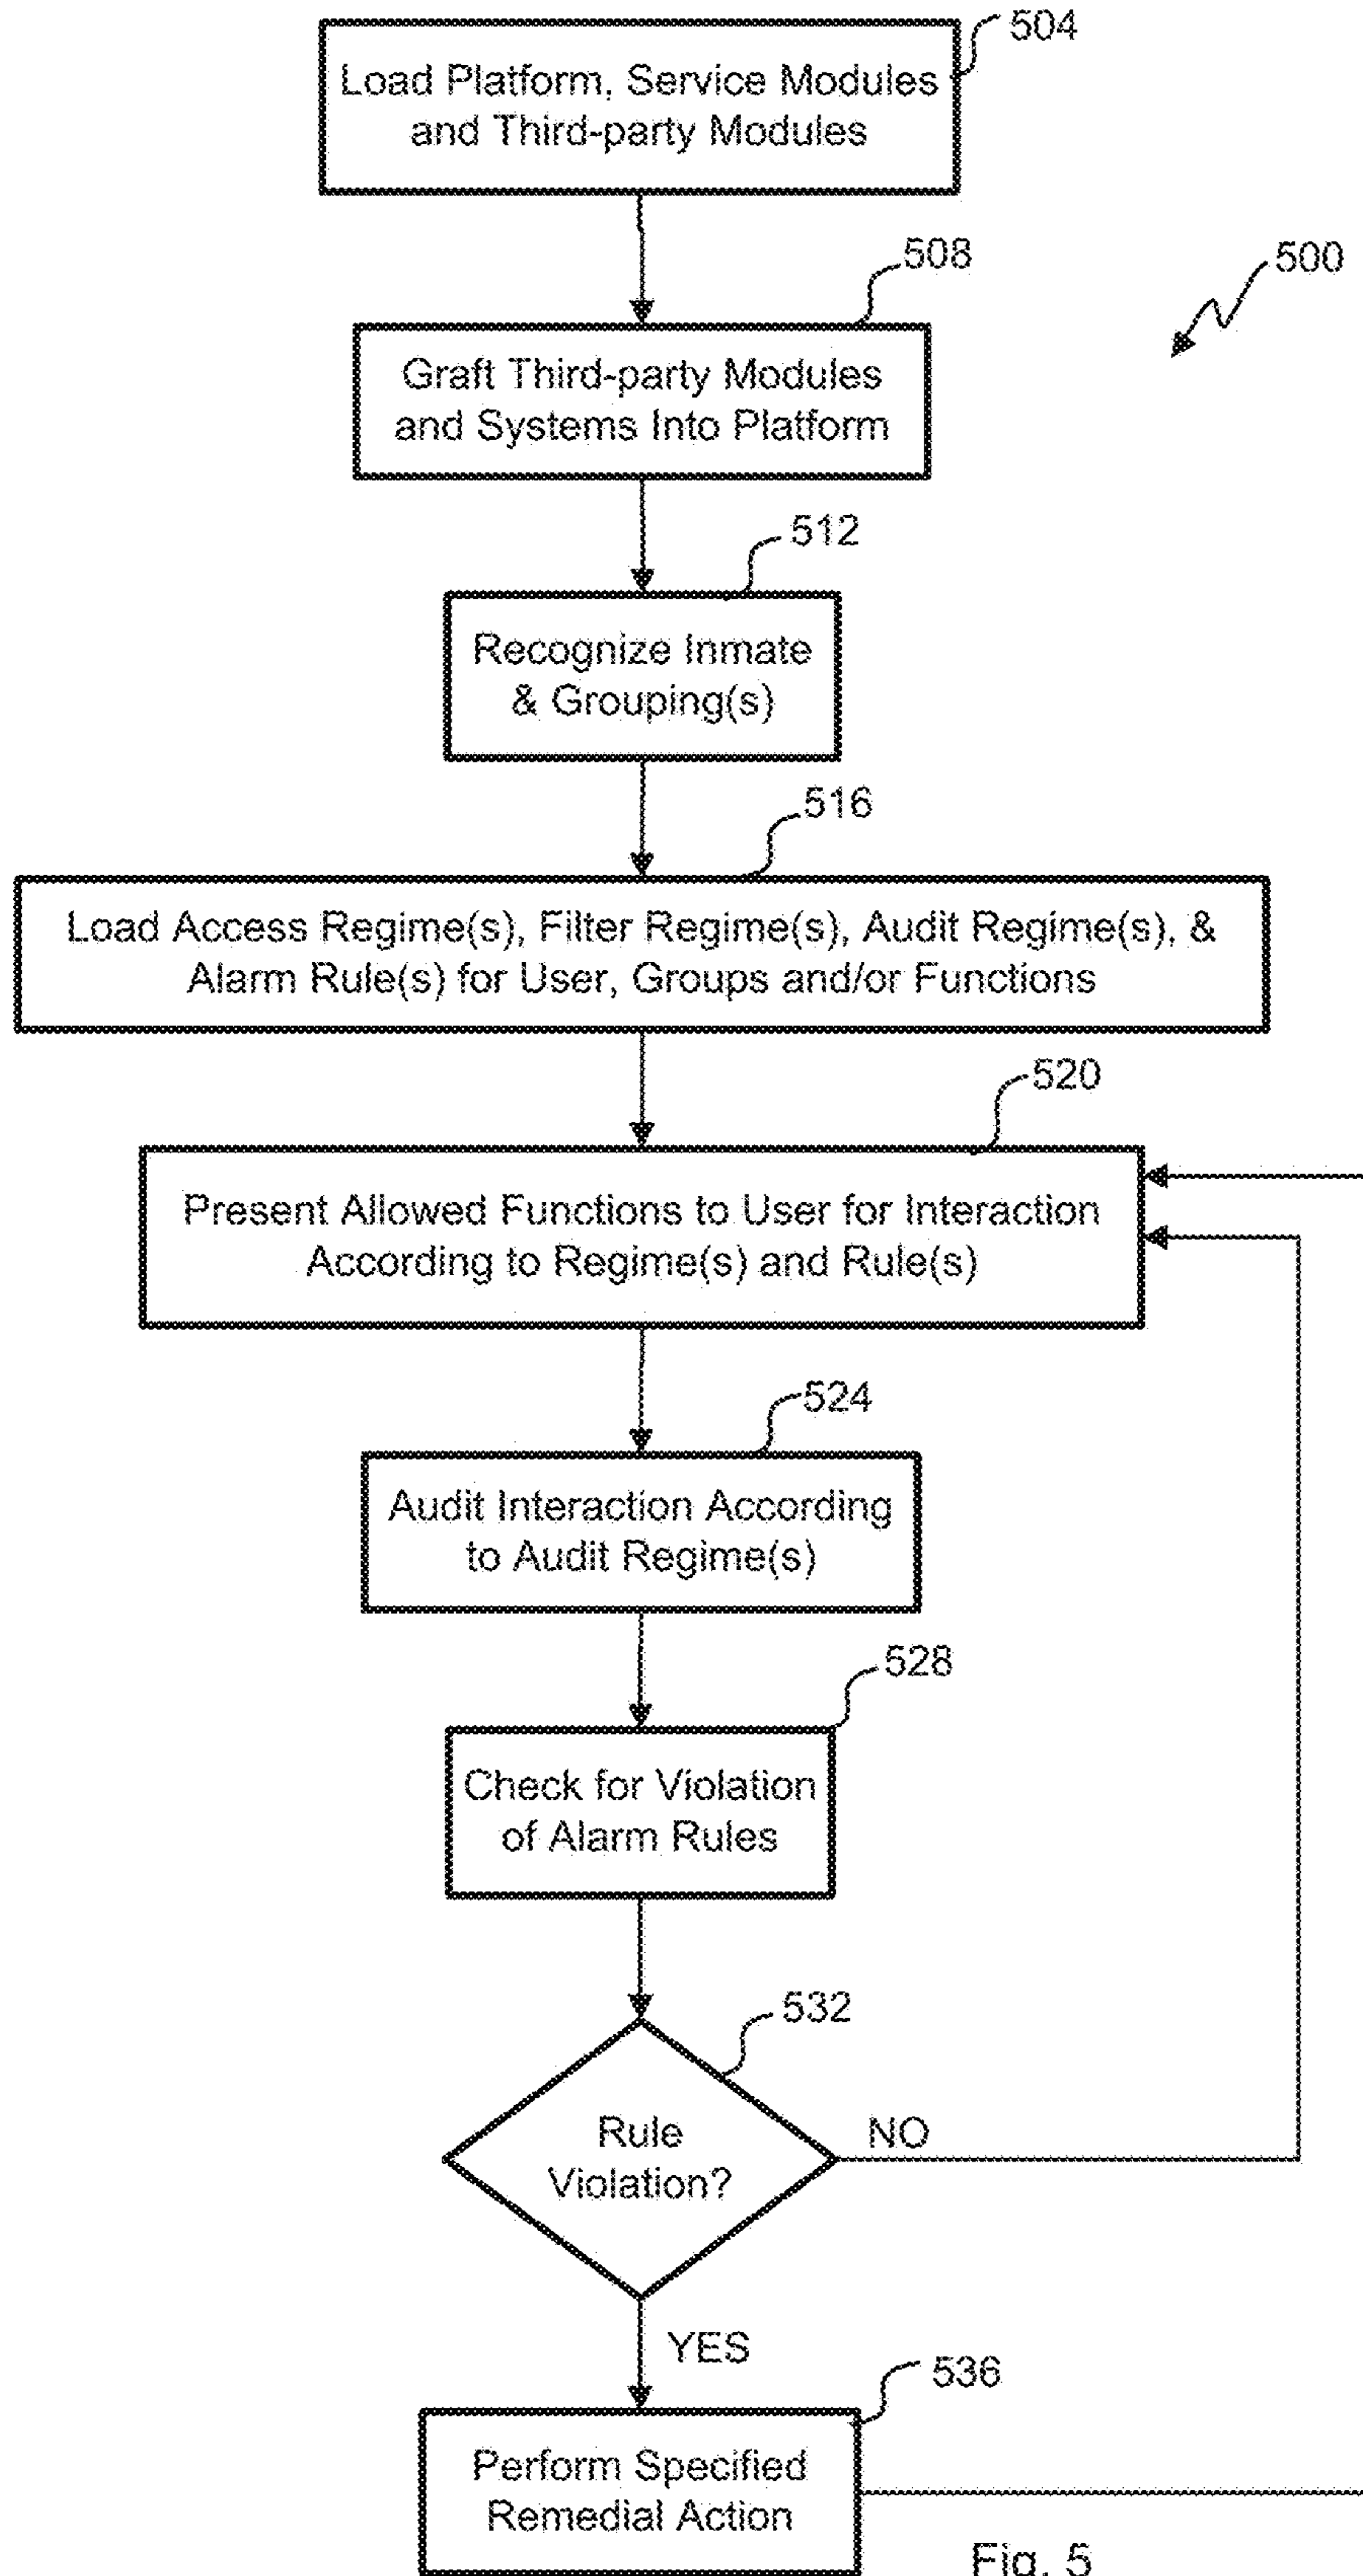 504
Load Platform, Service Modules
and Third-party Modules
508
500
Graft Third-party Modules
and Systems Into Platform
512
Recognize Inmate
& Grouping(s)
516
Load Access Regime(s), Filter Regime(s), Audit Regime(s), &
Alarm Rule(s) for User, Groups and/or Functions
520
Present Allowed Functions to User for Interaction
According to Regime(s) and Rule(s)
524
Audit Interaction According
to Audit Regime(s)
528
Check for Violation
of Alarm Rules
532
Rule
Violation?
NO
YES
536
Perform Specified
Remedial Action
Fig. 5